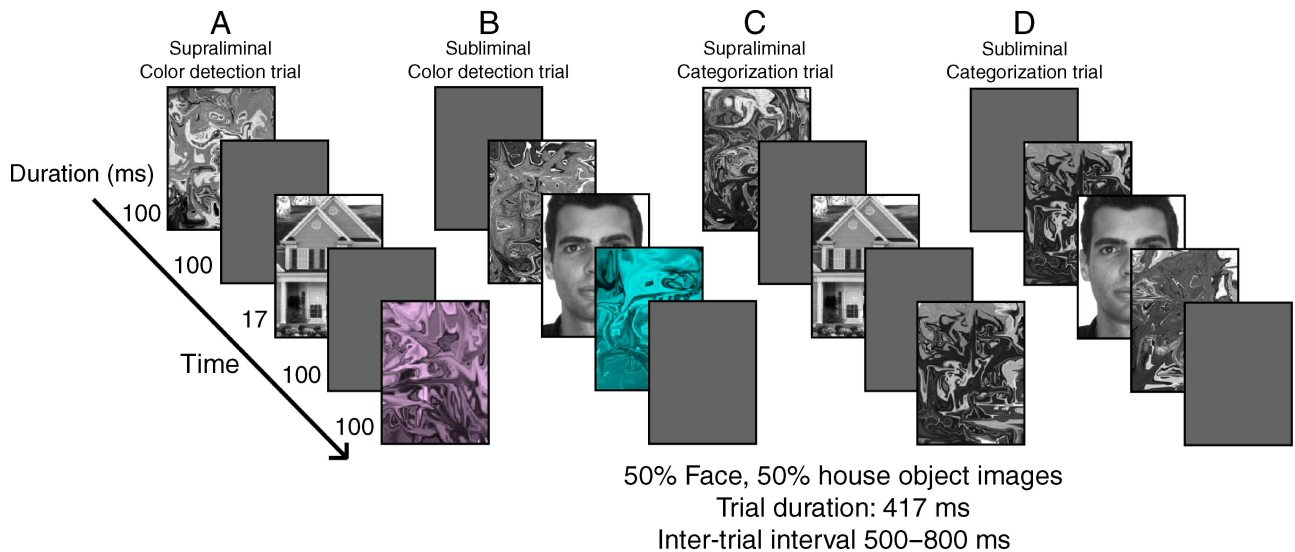 A
Supraliminal
Color detection trial
B
Subliminal
Color detection trial
C
Supraliminal
Categorization trial
D
Subliminal
Categorization trial
Duration (ms)
100
100
17
Time
100
100
50% Face, 50% house object images
Trial duration: 417 ms
Inter-trial interval 500–800 ms